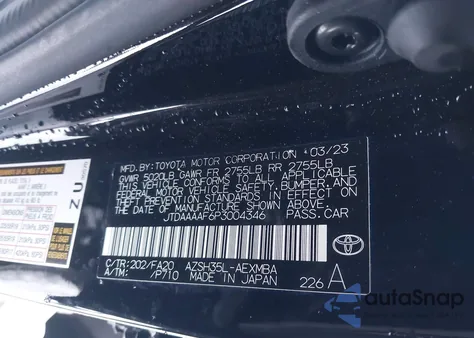 MFD. BY: TOYOTA MOTOR CORPORATION 03/23
GVWR 5020LB GAWR FR 2755LB RR 2755LB
THIS VEHICLE CONFORMS TO ALL APPLICABLE
FEDERAL MOTOR VEHICLE SAFETY, BUMPER, AND
THEFT PREVENTION STANDARDS IN EFFECT ON
THE DATE OF MANUFACTURE SHOWN ABOVE.
JTDAAAAF6P3004346 PASS. CAR
C/TR: 202/FA20 AZSH35L-AEXMBA
A/TM: /P710 MADE IN JAPAN 226 A
TOYOTA
autoSnap